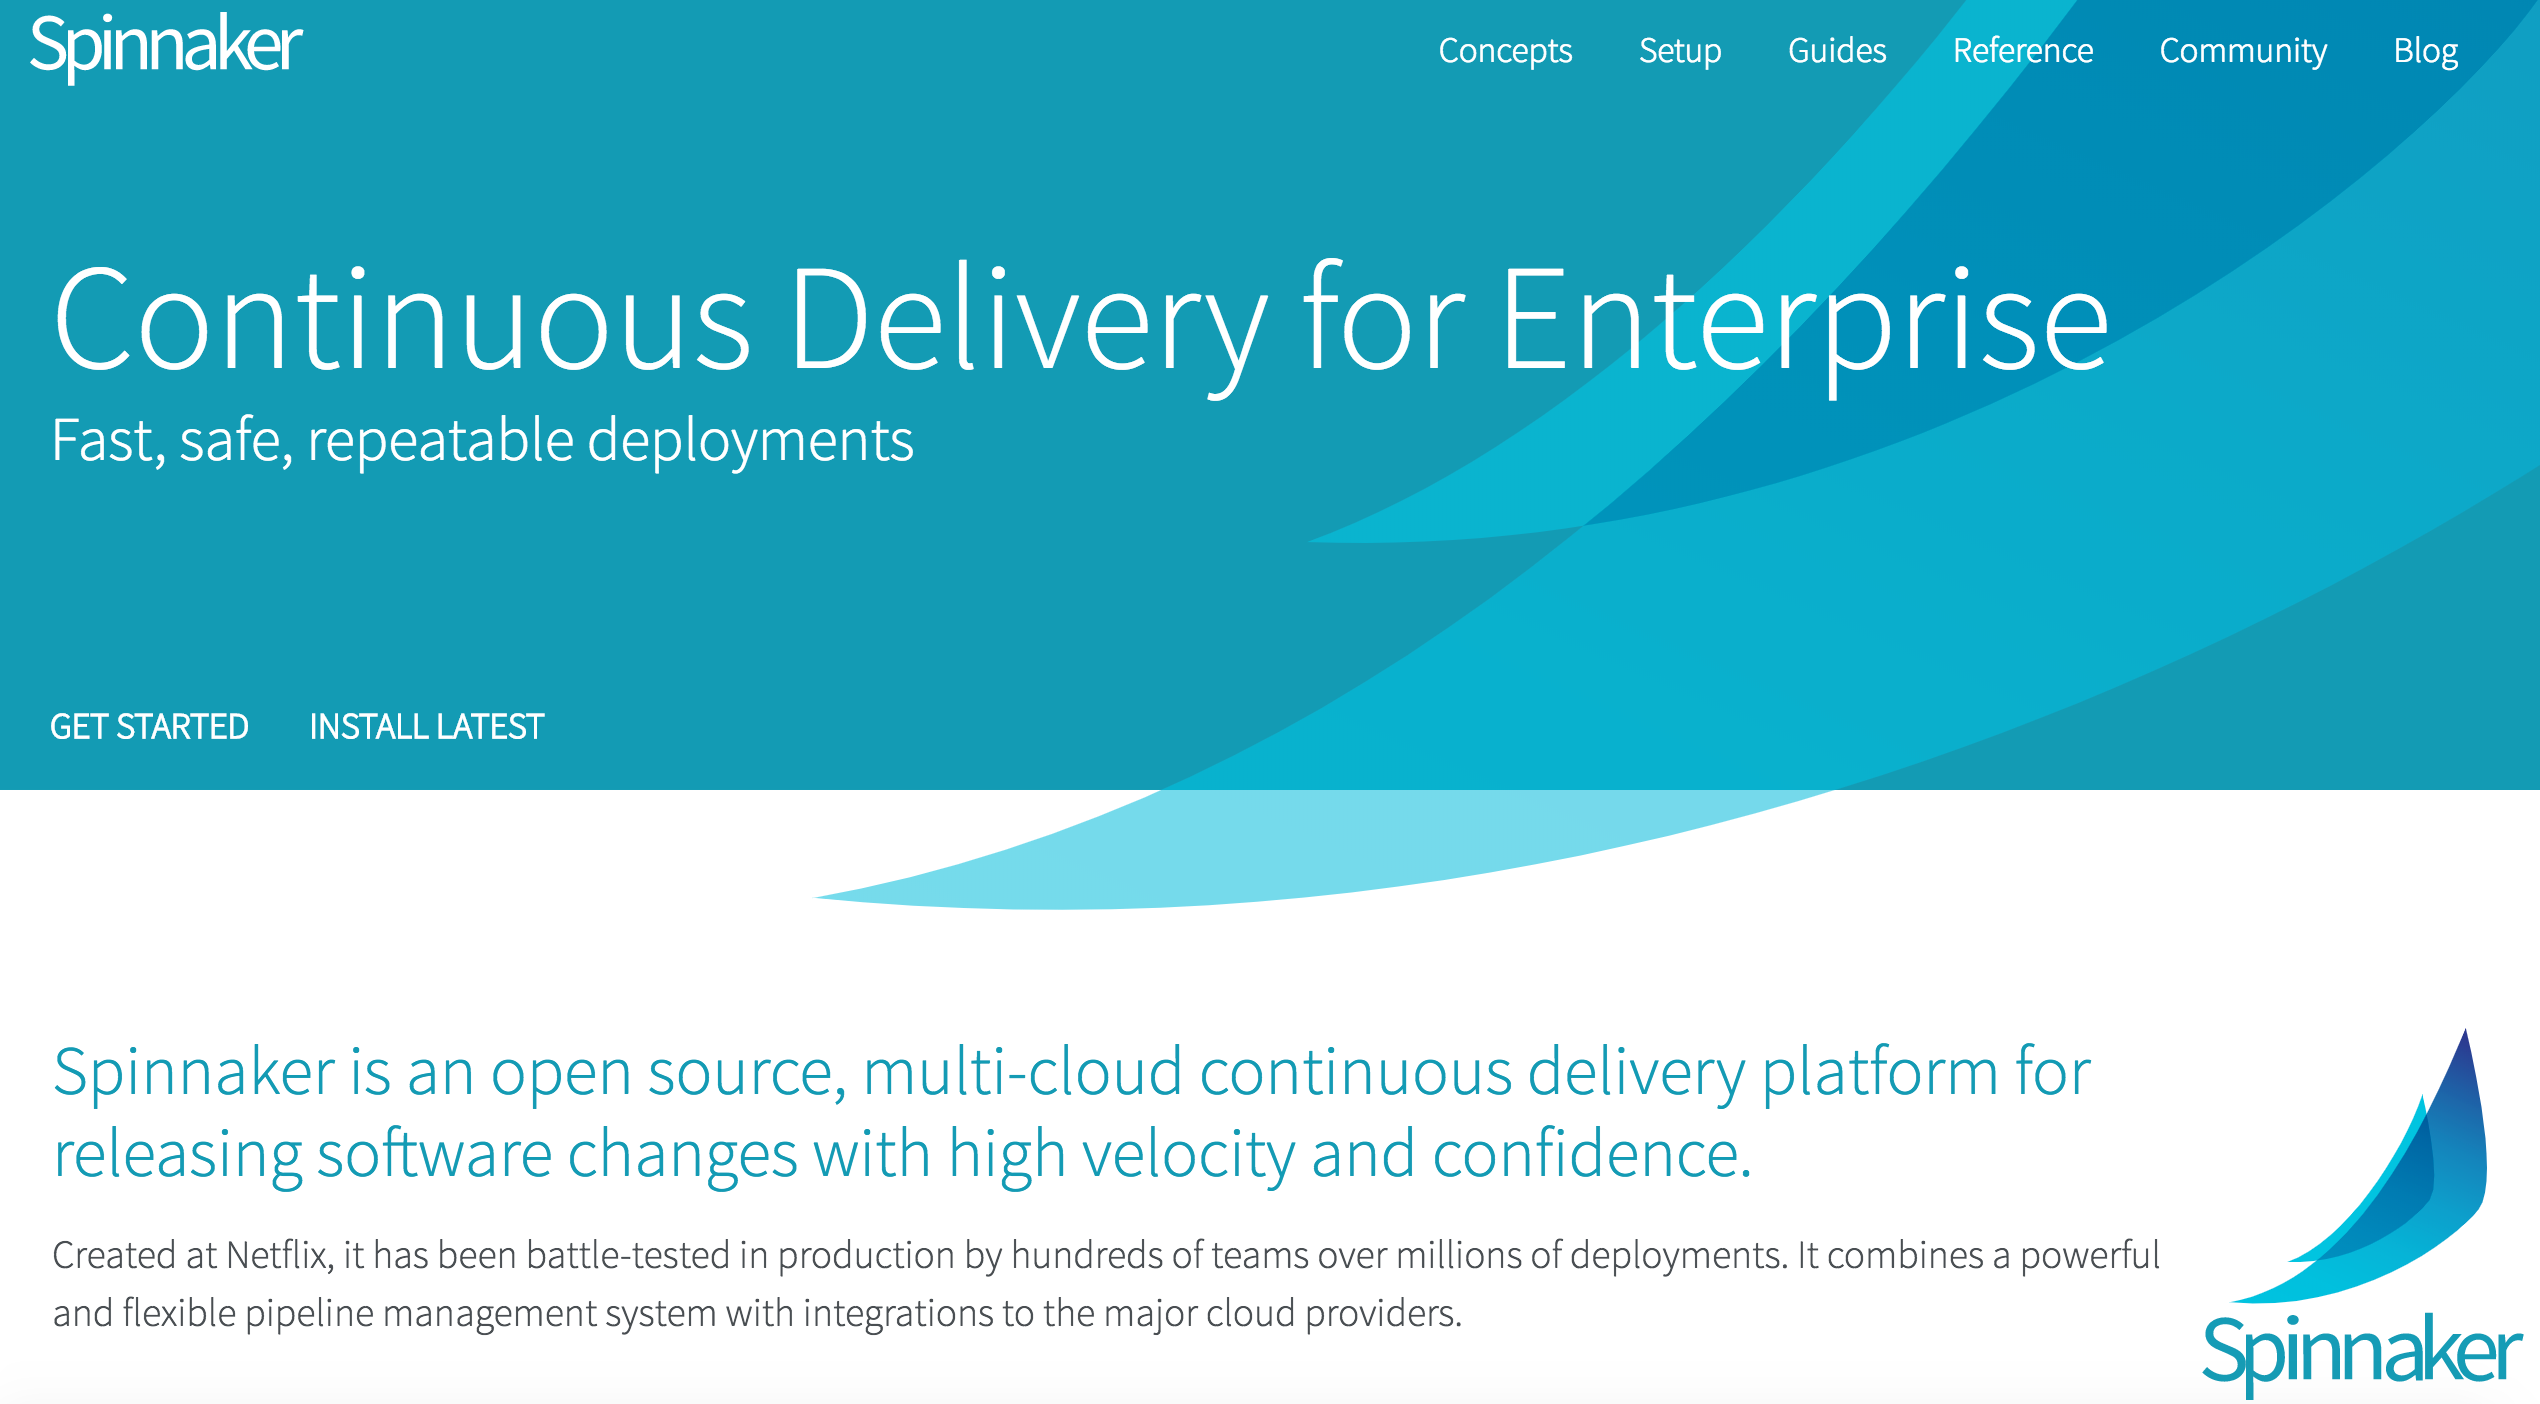 Spinnaker
Concepts Setup Guides Reference Community Blog
Continuous Delivery for Enterprise
Fast, safe, repeatable deployments
GET STARTED INSTALL LATEST
Spinnaker is an open source, multi-cloud continuous delivery platform for
releasing software changes with high velocity and confidence.
Created at Netflix, it has been battle-tested in production by hundreds of teams over millions of deployments. It combines a powerful
and flexible pipeline management system with integrations to the major cloud providers.
Spinnaker